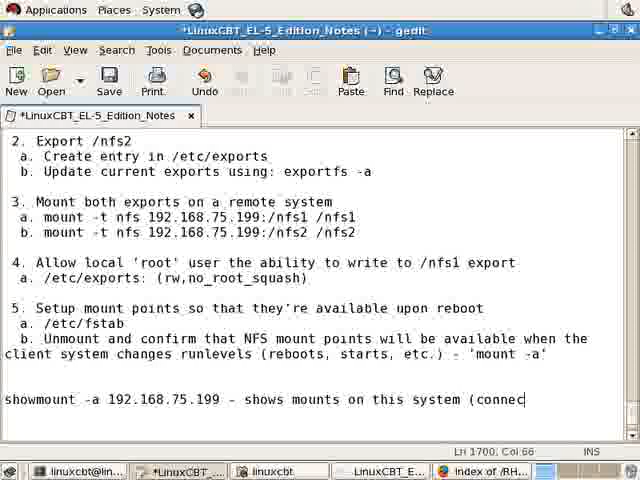 Applications Places System
*LinuxCBT_EL-5_Edition_Notes (~) - gedit
File Edit View Search Tools Documents Help
New Open Save Print. Undo Paste Find Replace
*LinuxCBT_EL-5_Edition_Notes ×
2. Export /nfs2
a. Create entry in /etc/exports
b. Update current exports using: exportfs -a
3. Mount both exports on a remote system
a. mount -t nfs 192.168.75.199:/nfs1 /nfs1
b. mount -t nfs 192.168.75.199:/nfs2 /nfs2
4. Allow local 'root' user the ability to write to /nfs1 export
a. /etc/exports: (rw,no_root_squash)
5. Setup mount points so that they're available upon reboot
a. /etc/fstab
b. Unmount and confirm that NFS mount points will be available when the
client system changes runlevels (reboots, starts, etc.) - 'mount -a'
showmount -a 192.168.75.199 - shows mounts on this system (connec
Ln 1700, Col 66 INS
linuxcbt@lin... *LinuxCBT_... linuxcbt LinuxCBT_E... Index of /RH...